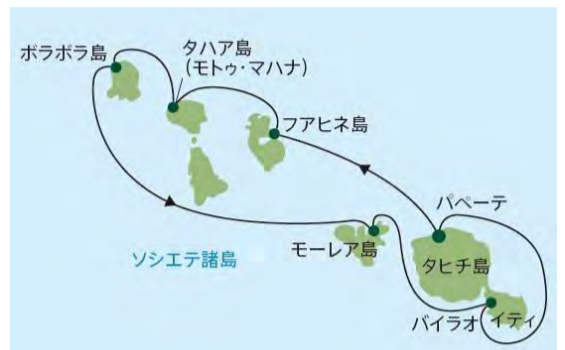 ボラボラ島
タハア島
(モトゥ・マハナ)
フアヒネ島
パペーテ
モーレア島
タヒチ島
ソシエテ諸島
バイラオ
イティ